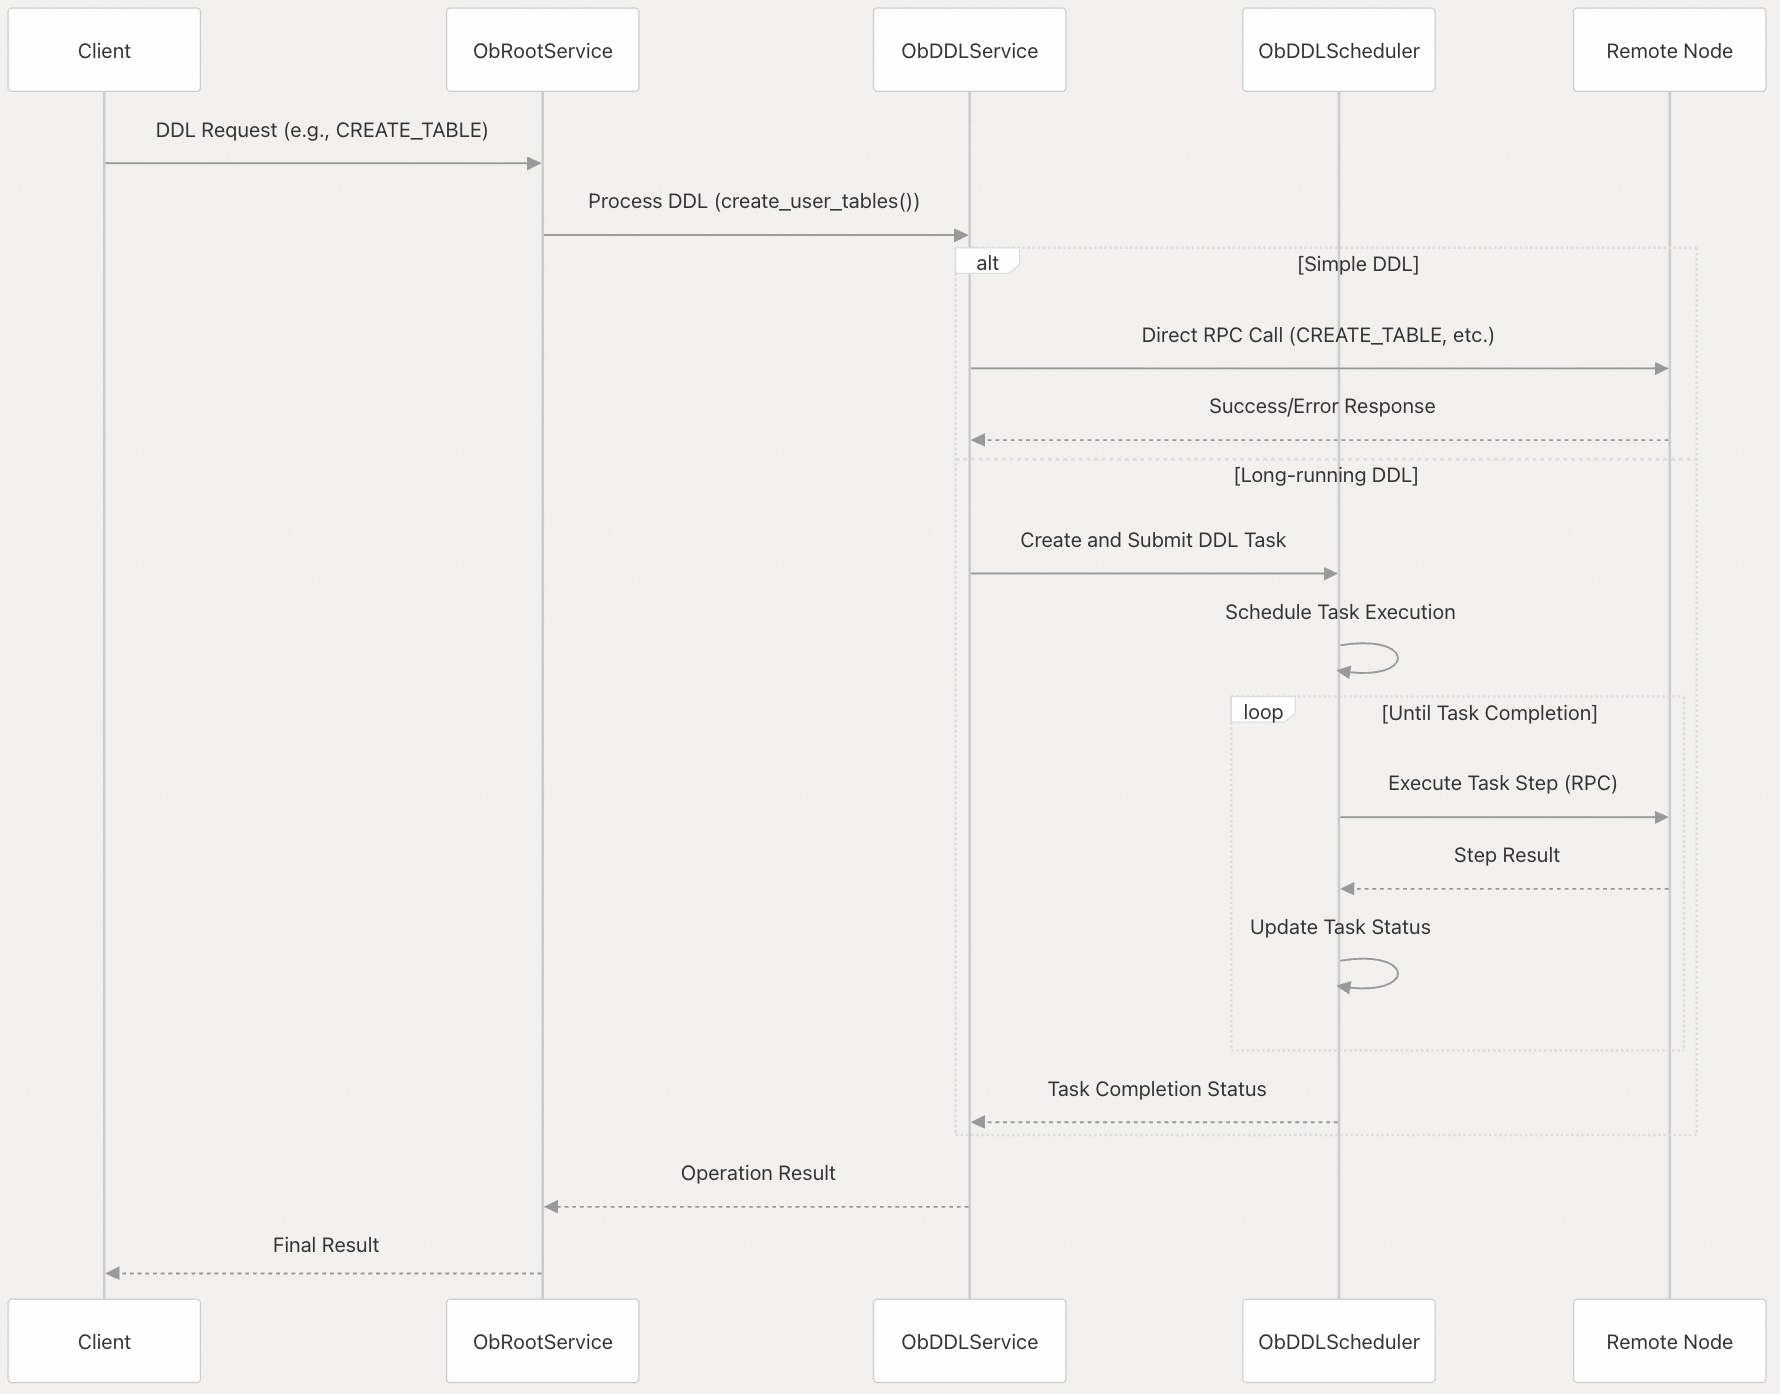 Client
ObRootService
ObDDLService
ObDDLScheduler
Remote Node
DDL Request (e.g., CREATE_TABLE)
Process DDL (create_user_tables())
alt
[Simple DDL]
Direct RPC Call (CREATE_TABLE, etc.)
Success/Error Response
[Long-running DDL]
Create and Submit DDL Task
Schedule Task Execution
loop
[Until Task Completion]
Execute Task Step (RPC)
Step Result
Update Task Status
Task Completion Status
Operation Result
Final Result
Client
ObRootService
ObDDLService
ObDDLScheduler
Remote Node